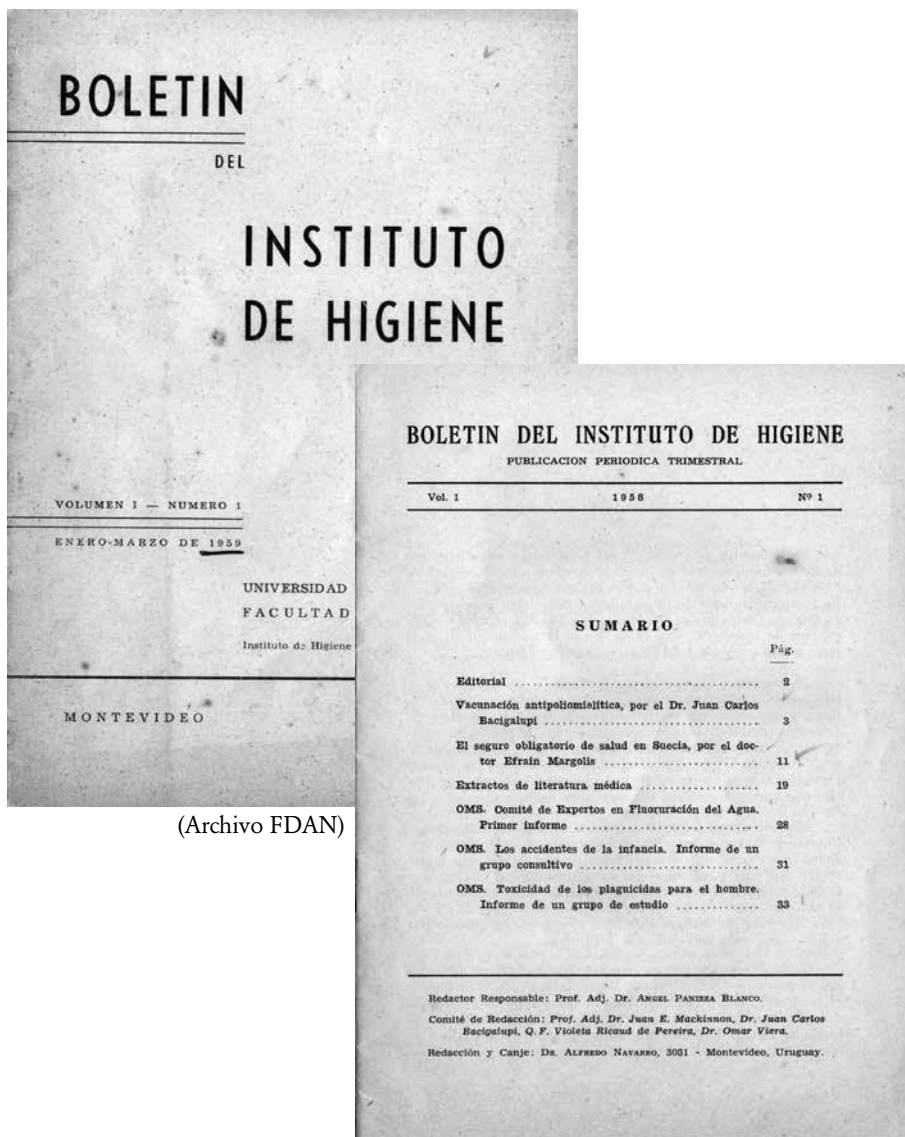 BOLETIN
DEL
INSTITUTO
DE HIGIENE
VOLUMEN I — NUMERO 1
ENERO-MARZO DE 1959
UNIVERSIDAD
FACULTAD
Instituto de Higiene
MONTEVIDEO
(Archivo FDAN)
BOLETIN DEL INSTITUTO DE HIGIENE
PUBLICACION PERIODICA TRIMESTRAL
Vol. 1 1958 Nº 1
SUMARIO
Pág.
Editorial ........................................ 2
Vacunación antipoliomielítica, por el Dr. Juan Carlos
Bacigalupi .................................... 3
El seguro obligatorio de salud en Suecia, por el doc-
tor Efraín Margolis .......................... 11
Extractos de literatura médica .................... 19
OMS. Comité de Expertos en Fluoruración del Agua.
Primer informe ............................... 28
OMS. Los accidentes de la infancia. Informe de un
grupo consultivo .............................. 31
OMS. Toxicidad de los plaguicidas para el hombre.
Informe de un grupo de estudio .............. 33
Redactor Responsable: Prof. Adj. Dr. ANGEL PANIZZA BLANCO.
Comité de Redacción: Prof. Adj. Dr. Juan E. Mackinnon, Dr. Juan Carlos
Bacigalupi, Q. F. Violeta Ricaud de Pereira, Dr. Omar Viera.
Redacción y Canje: DR. ALFREDO NAVARRO, 3051 - Montevideo, Uruguay.